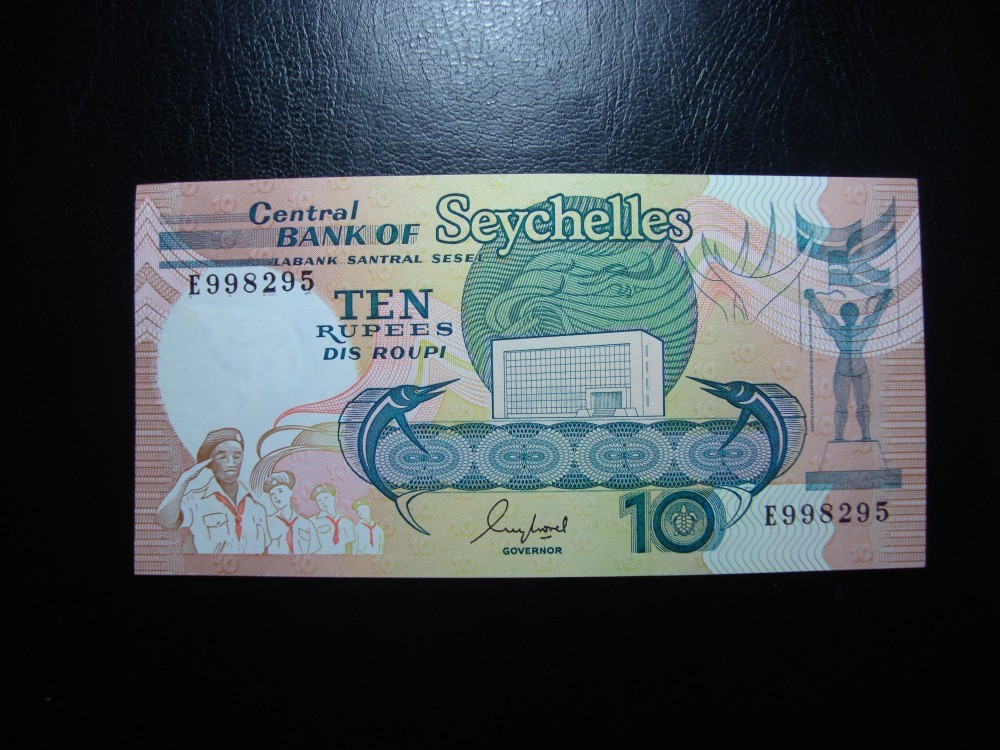 Central
BANK OF Seychelles
LABANK SANTRAL SESEL
E998295
TEN
RUPEES
DIS ROUPI
GOVERNOR
10
E998295